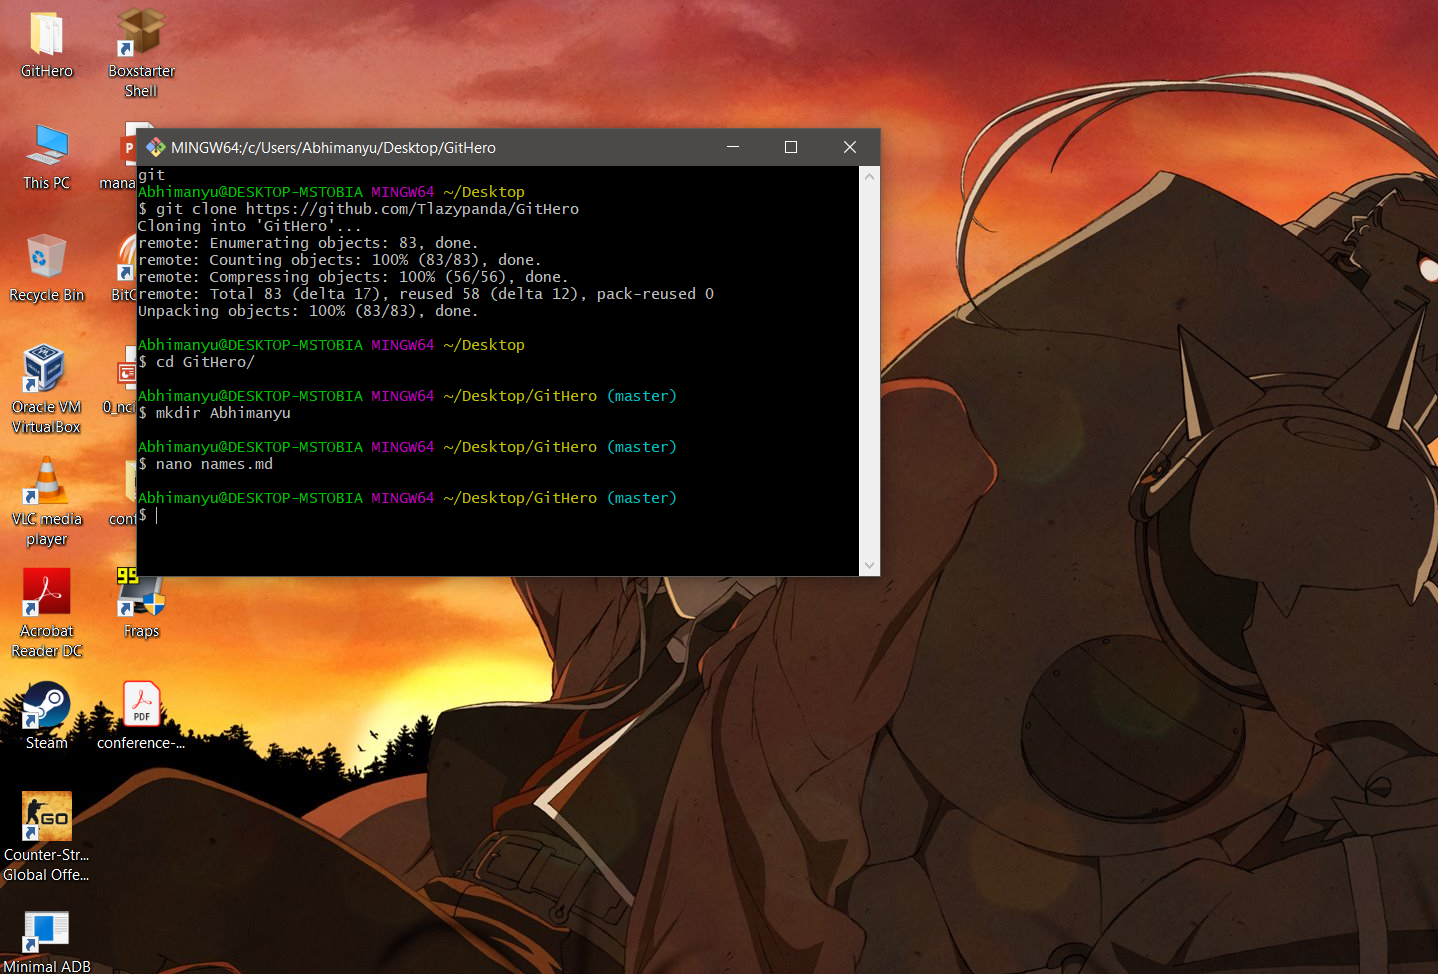 GitHero
Boxstarter
Shell
This PC
Recycle Bin
Oracle VM
VirtualBox
VLC media
player
Acrobat
Reader DC
99
Fraps
Steam
PDF
conference-...
GO
Counter-Str...
Global Offe...
Minimal ADB
MINGW64:/c/Users/Abhimanyu/Desktop/GitHero
git
Abhimanyu@DESKTOP-MSTOBIA MINGW64 ~/Desktop
$ git clone https://github.com/Tlazypanda/GitHero
Cloning into 'GitHero'...
remote: Enumerating objects: 83, done.
remote: Counting objects: 100% (83/83), done.
remote: Compressing objects: 100% (56/56), done.
remote: Total 83 (delta 17), reused 58 (delta 12), pack-reused 0
Unpacking objects: 100% (83/83), done.
Abhimanyu@DESKTOP-MSTOBIA MINGW64 ~/Desktop
$ cd GitHero/
Abhimanyu@DESKTOP-MSTOBIA MINGW64 ~/Desktop/GitHero (master)
$ mkdir Abhimanyu
Abhimanyu@DESKTOP-MSTOBIA MINGW64 ~/Desktop/GitHero (master)
$ nano names.md
Abhimanyu@DESKTOP-MSTOBIA MINGW64 ~/Desktop/GitHero (master)
$